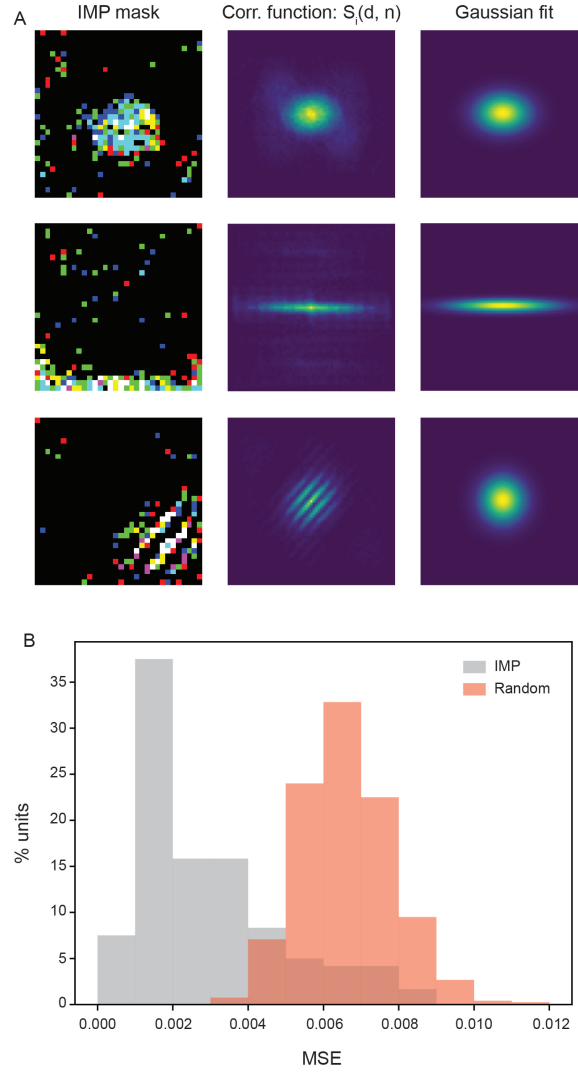 A
IMP mask
Corr. function: Sᵢ(d, n)
Gaussian fit
B
IMP
Random
% units
35
30
25
20
15
10
5
0
0.000
0.002
0.004
0.006
0.008
0.010
0.012
MSE